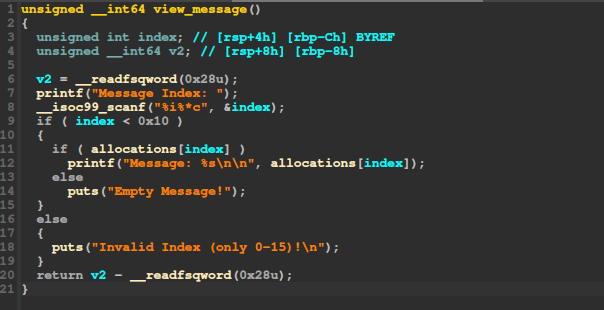 1 unsigned __int64 view_message()
2 {
3 unsigned int index; // [rsp+4h] [rbp-Ch] BYREF
4 unsigned __int64 v2; // [rsp+8h] [rbp-8h]
5
6 v2 = __readfsqword(0x28u);
7 printf("Message Index: ");
8 __isoc99_scanf("%i%*c", &index);
9 if ( index < 0x10 )
10 {
11 if ( allocations[index] )
12 printf("Message: %s\n\n", allocations[index]);
13 else
14 puts("Empty Message!");
15 }
16 else
17 {
18 puts("Invalid Index (only 0-15)!\n");
19 }
20 return v2 - __readfsqword(0x28u);
21 }